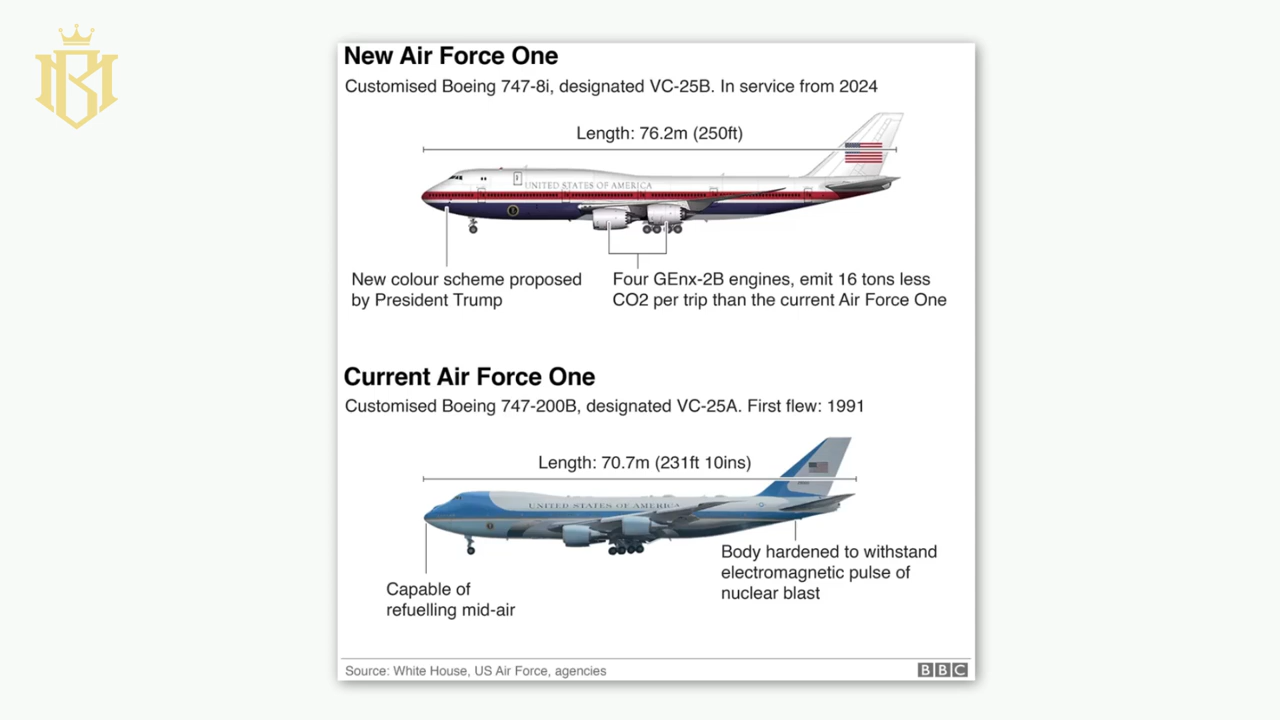 New Air Force One
Customised Boeing 747-8i, designated VC-25B. In service from 2024
Length: 76.2m (250ft)
UNITED STATES OF AMERICA
New colour scheme proposed
by President Trump
Four GEnx-2B engines, emit 16 tons less
CO2 per trip than the current Air Force One
Current Air Force One
Customised Boeing 747-200B, designated VC-25A. First flew: 1991
Length: 70.7m (231ft 10ins)
UNITED STATES OF AMERICA
Body hardened to withstand
electromagnetic pulse of
nuclear blast
Capable of
refuelling mid-air
Source: White House, US Air Force, agencies
BBC